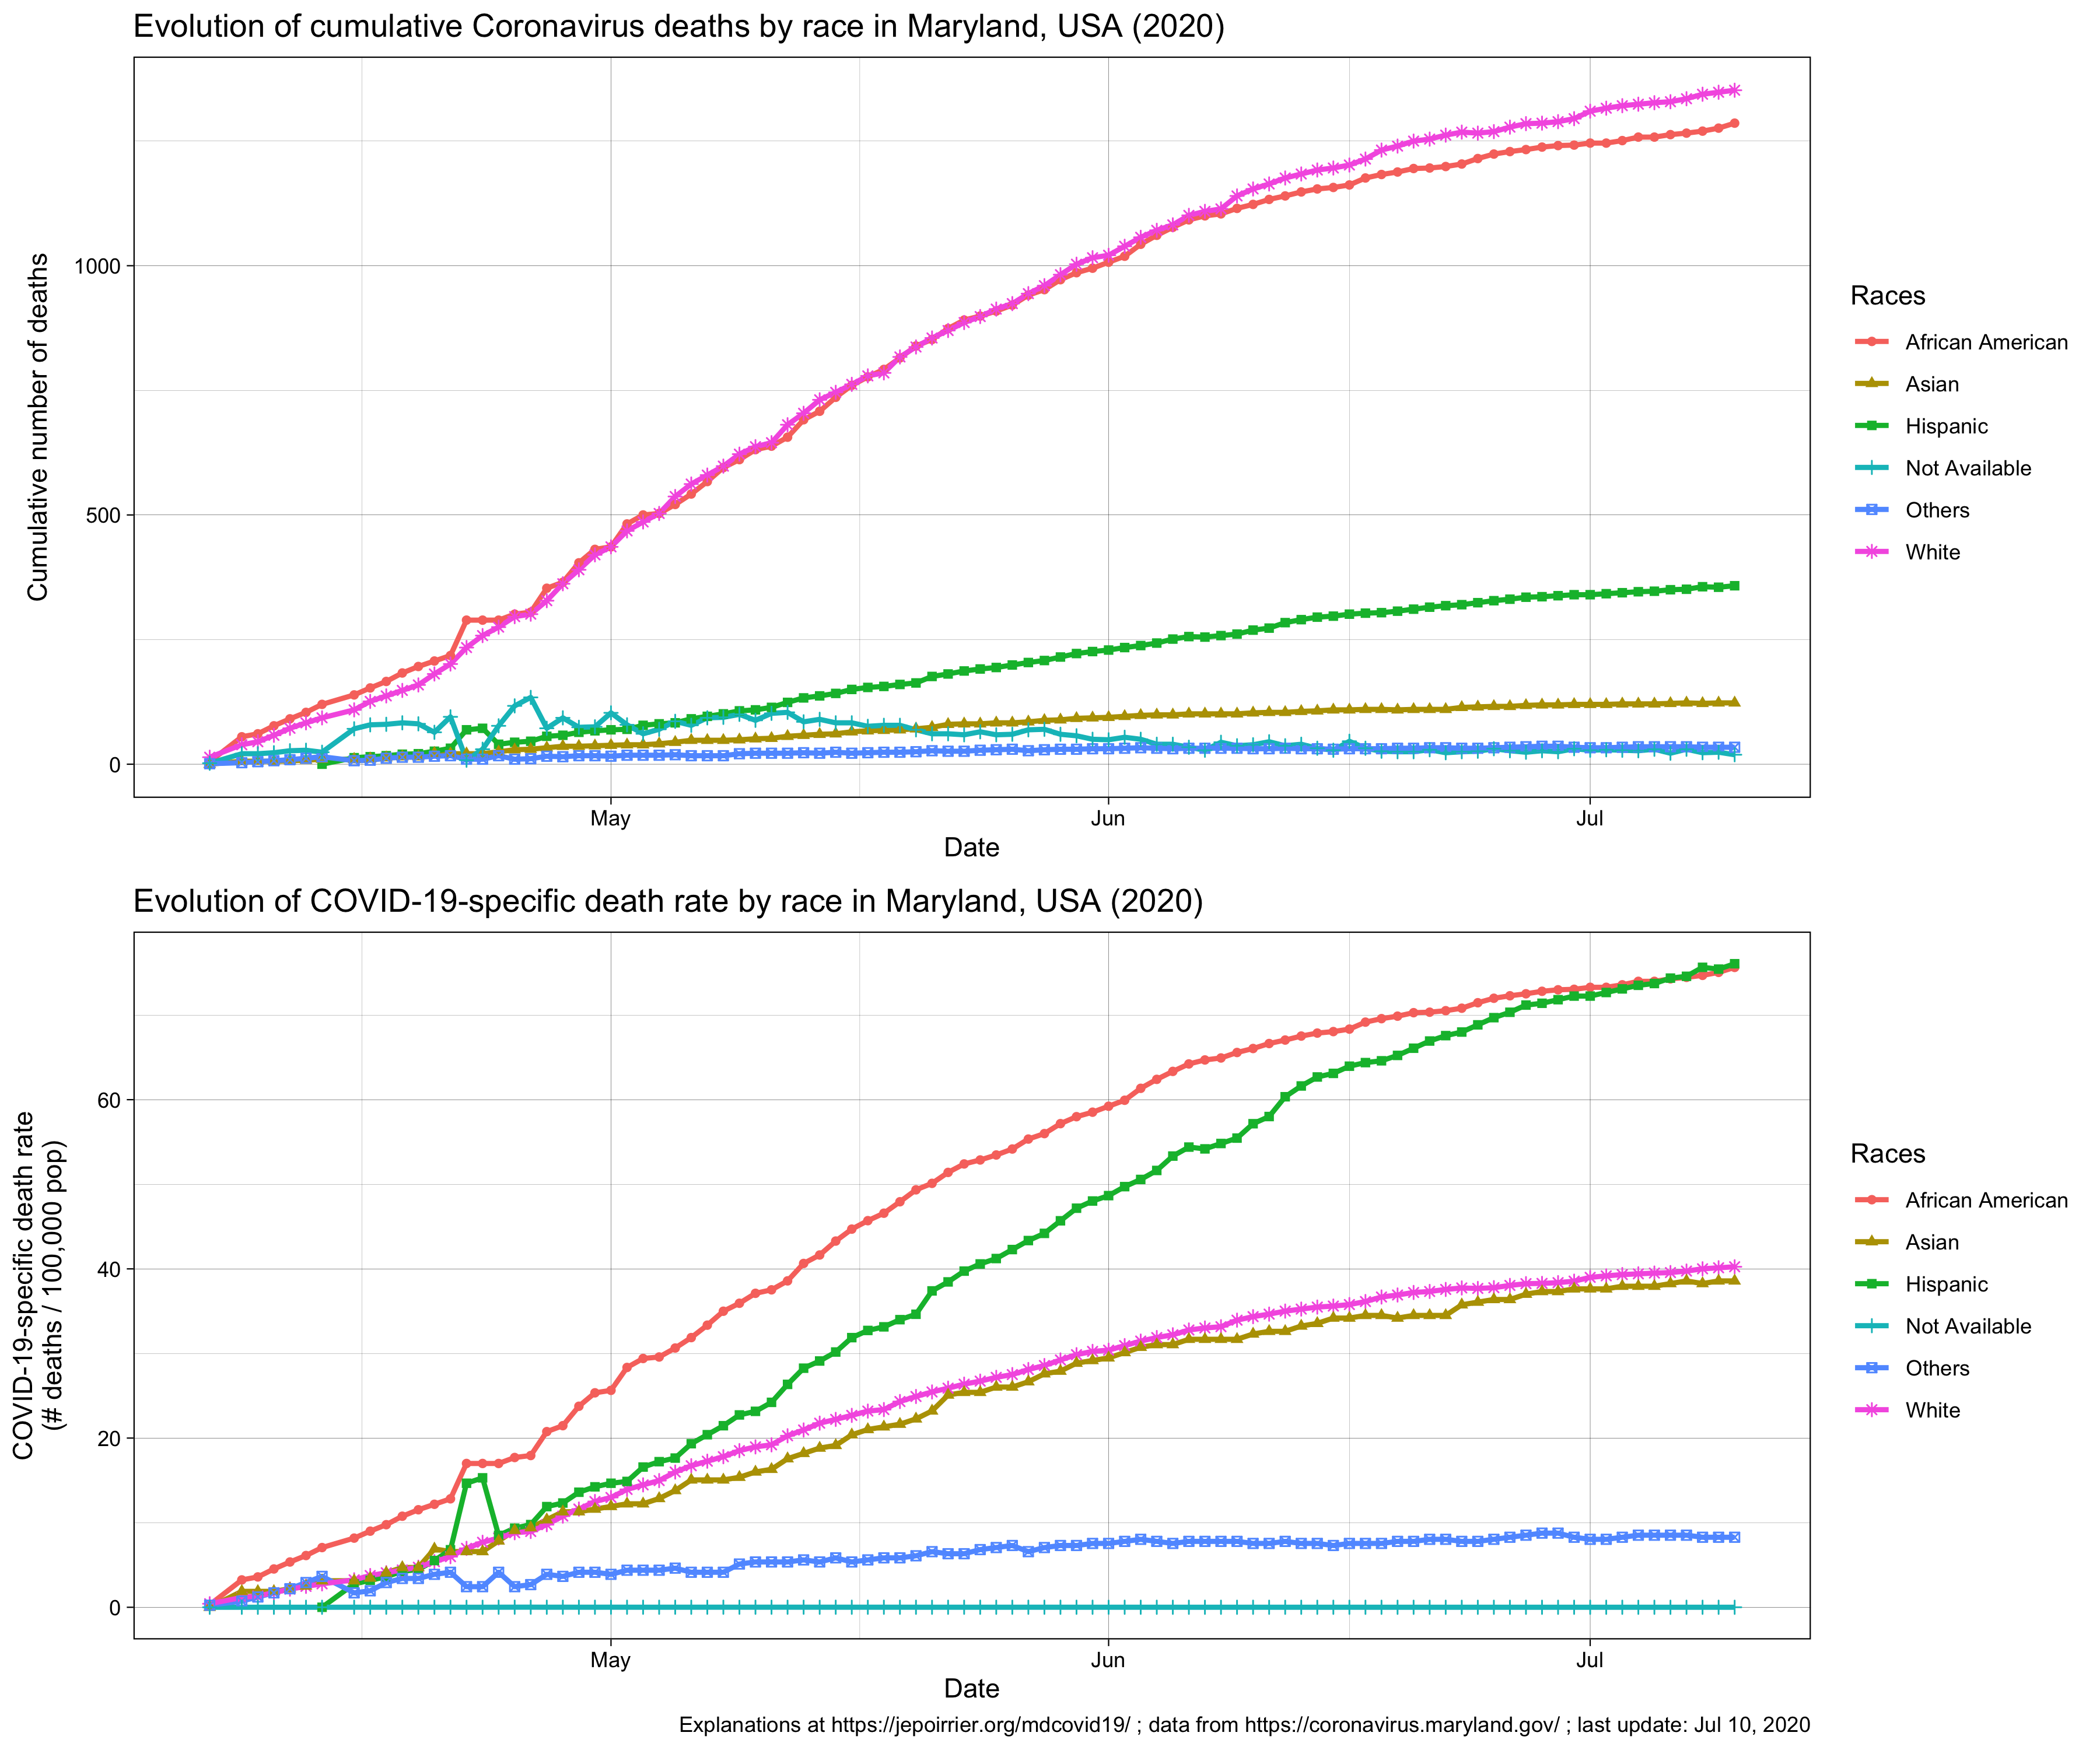 Evolution of cumulative Coronavirus deaths by race in Maryland, USA (2020)
Cumulative number of deaths
1000
500
0
May
Jun
Jul
Date
Races
African American
Asian
Hispanic
Not Available
Others
White
Evolution of COVID-19-specific death rate by race in Maryland, USA (2020)
COVID-19-specific death rate
(# deaths / 100,000 pop)
60
40
20
0
May
Jun
Jul
Date
Races
African American
Asian
Hispanic
Not Available
Others
White
Explanations at https://jepoirrier.org/mdcovid19/ ; data from https://coronavirus.maryland.gov/ ; last update: Jul 10, 2020